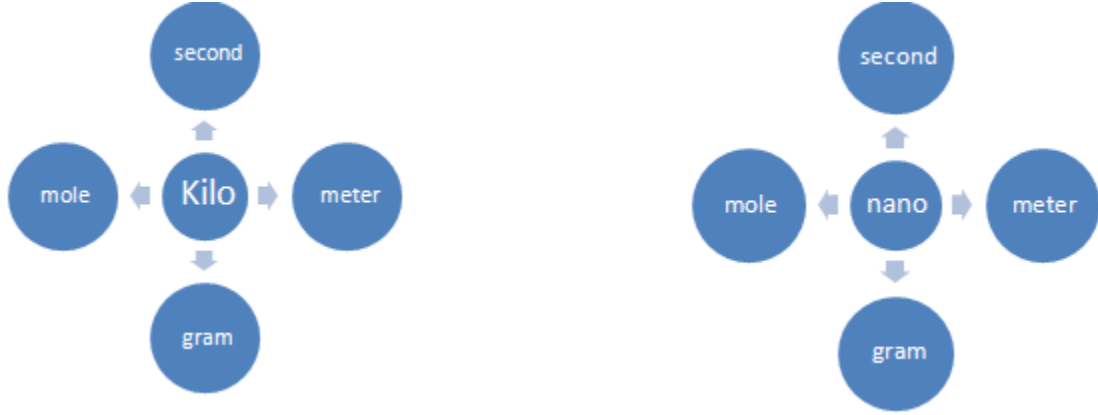 second
mole
Kilo
meter
gram
second
mole
nano
meter
gram